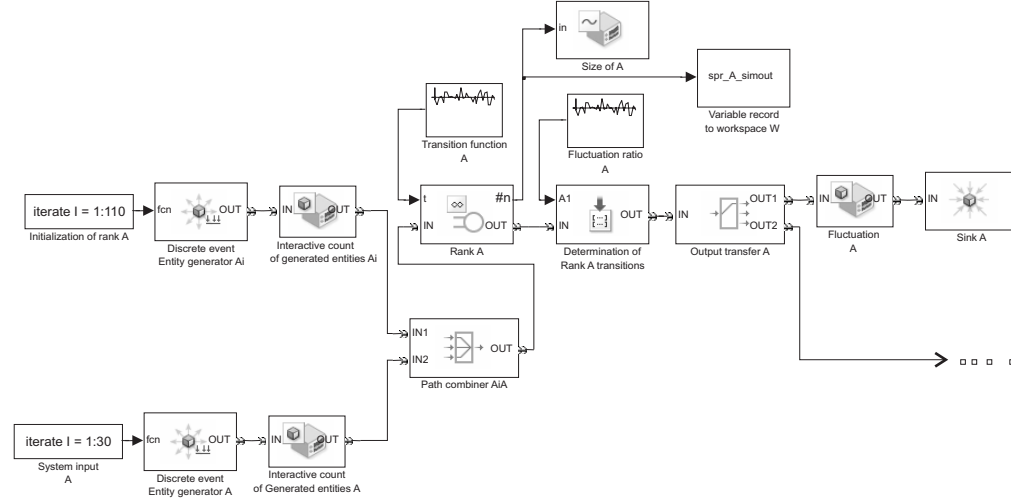 in
Size of A
spr_A_simout
Variable record
to workspace W
Transition function
A
Fluctuation ratio
A
iterate I = 1:110
Initialization of rank A
fcn
OUT
Discrete event
Entity generator Ai
IN
OUT
Interactive count
of generated entities Ai
t
#n
IN
OUT
Rank A
A1
OUT
IN
Determination of
Rank A transitions
IN
OUT1
OUT2
Output transfer A
IN
OUT
Fluctuation
A
IN
Sink A
IN1
IN2
OUT
Path combiner AiA
iterate I = 1:30
System input
A
fcn
OUT
Discrete event
Entity generator A
IN
OUT
Interactive count
of Generated entities A